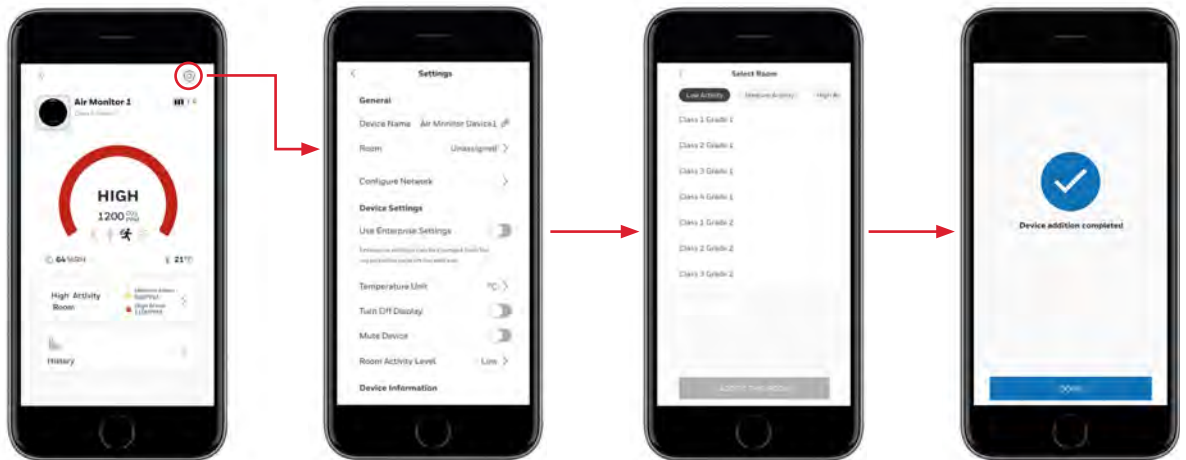 Air Monitor 1
HIGH
1200 CO2 PPM
64 %RH
21°C
High Activity
Room
History
Settings
General
Device Name Air Monitor Device1
Room Unassigned
Configure Network
Device Settings
Use Enterprise Settings
Temperature Unit °C
Turn Off Display
Mute Device
Room Activity Level Low
Device Information
Select Room
Low Activity Medium Activity High
Class 1 Grade 1
Class 2 Grade 1
Class 3 Grade 1
Class 4 Grade 1
Class 1 Grade 2
Class 2 Grade 2
Class 3 Grade 2
Device addition completed
DONE